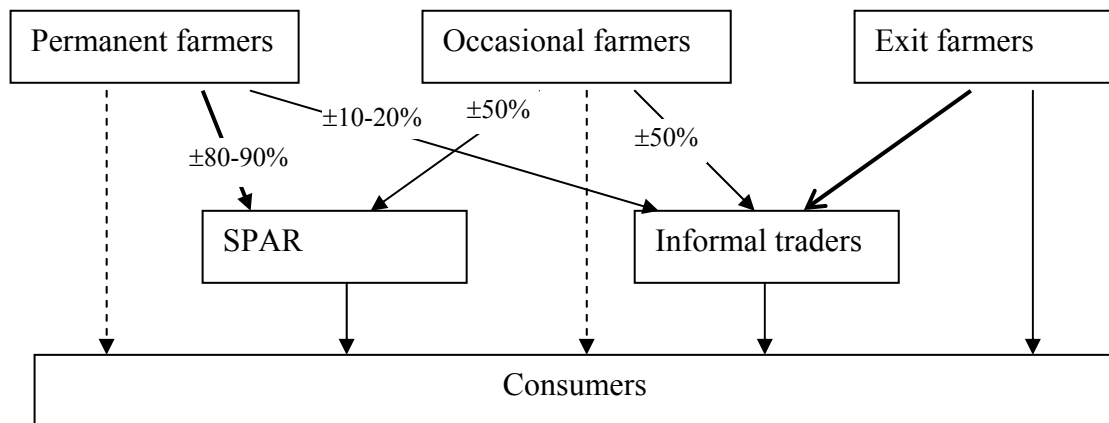 Permanent farmers
Occasional farmers
Exit farmers
±10-20%
±50%
±50%
±80-90%
SPAR
Informal traders
Consumers